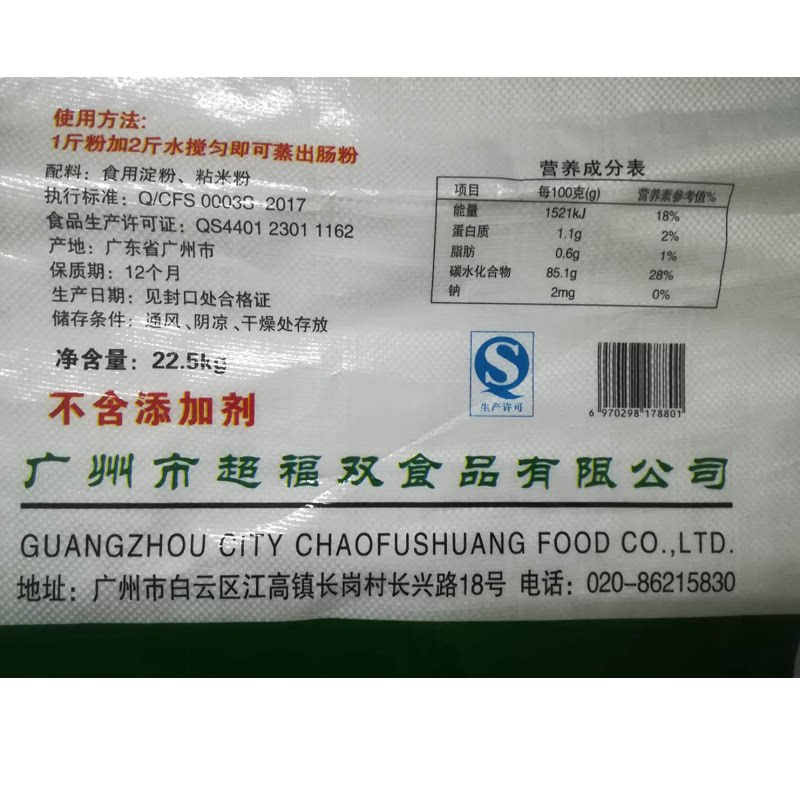 使用方法:
1斤粉加2斤水搅匀即可蒸出肠粉
配料：食用淀粉、粘米粉
执行标准：Q/CFS 0003S 2017
食品生产许可证：QS4401 2301 1162
产地：广东省广州市
保质期：12个月
生产日期：见封口处合格证
储存条件：通风、阴凉、干燥处存放
净含量：22.5kg
不含添加剂
营养成分表
项目 每100克(g) 营养素参考值%
能量 1521kJ 18%
蛋白质 1.1g 2%
脂肪 0.6g 1%
碳水化合物 85.1g 28%
钠 2mg 0%
生产许可
6 970298 178801
广州市超福双食品有限公司
GUANGZHOU CITY CHAOFUSHUANG FOOD CO.,LTD.
地址：广州市白云区江高镇长岗村长兴路18号 电话：020-86215830